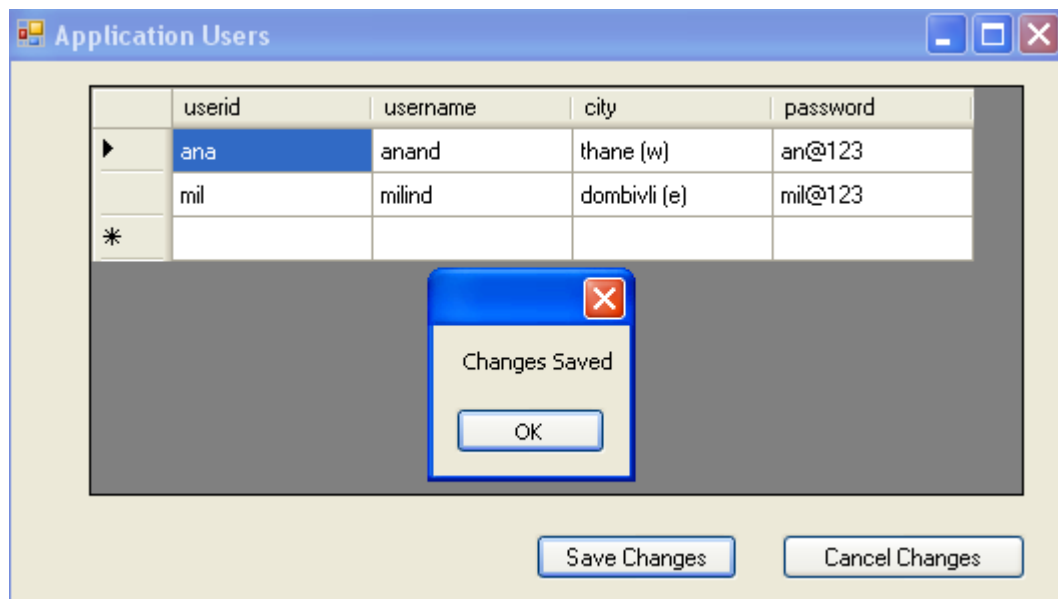 Application Users
userid username city password
ana anand thane (w) an@123
mil milind dombivli (e) mil@123
Changes Saved
OK
Save Changes Cancel Changes